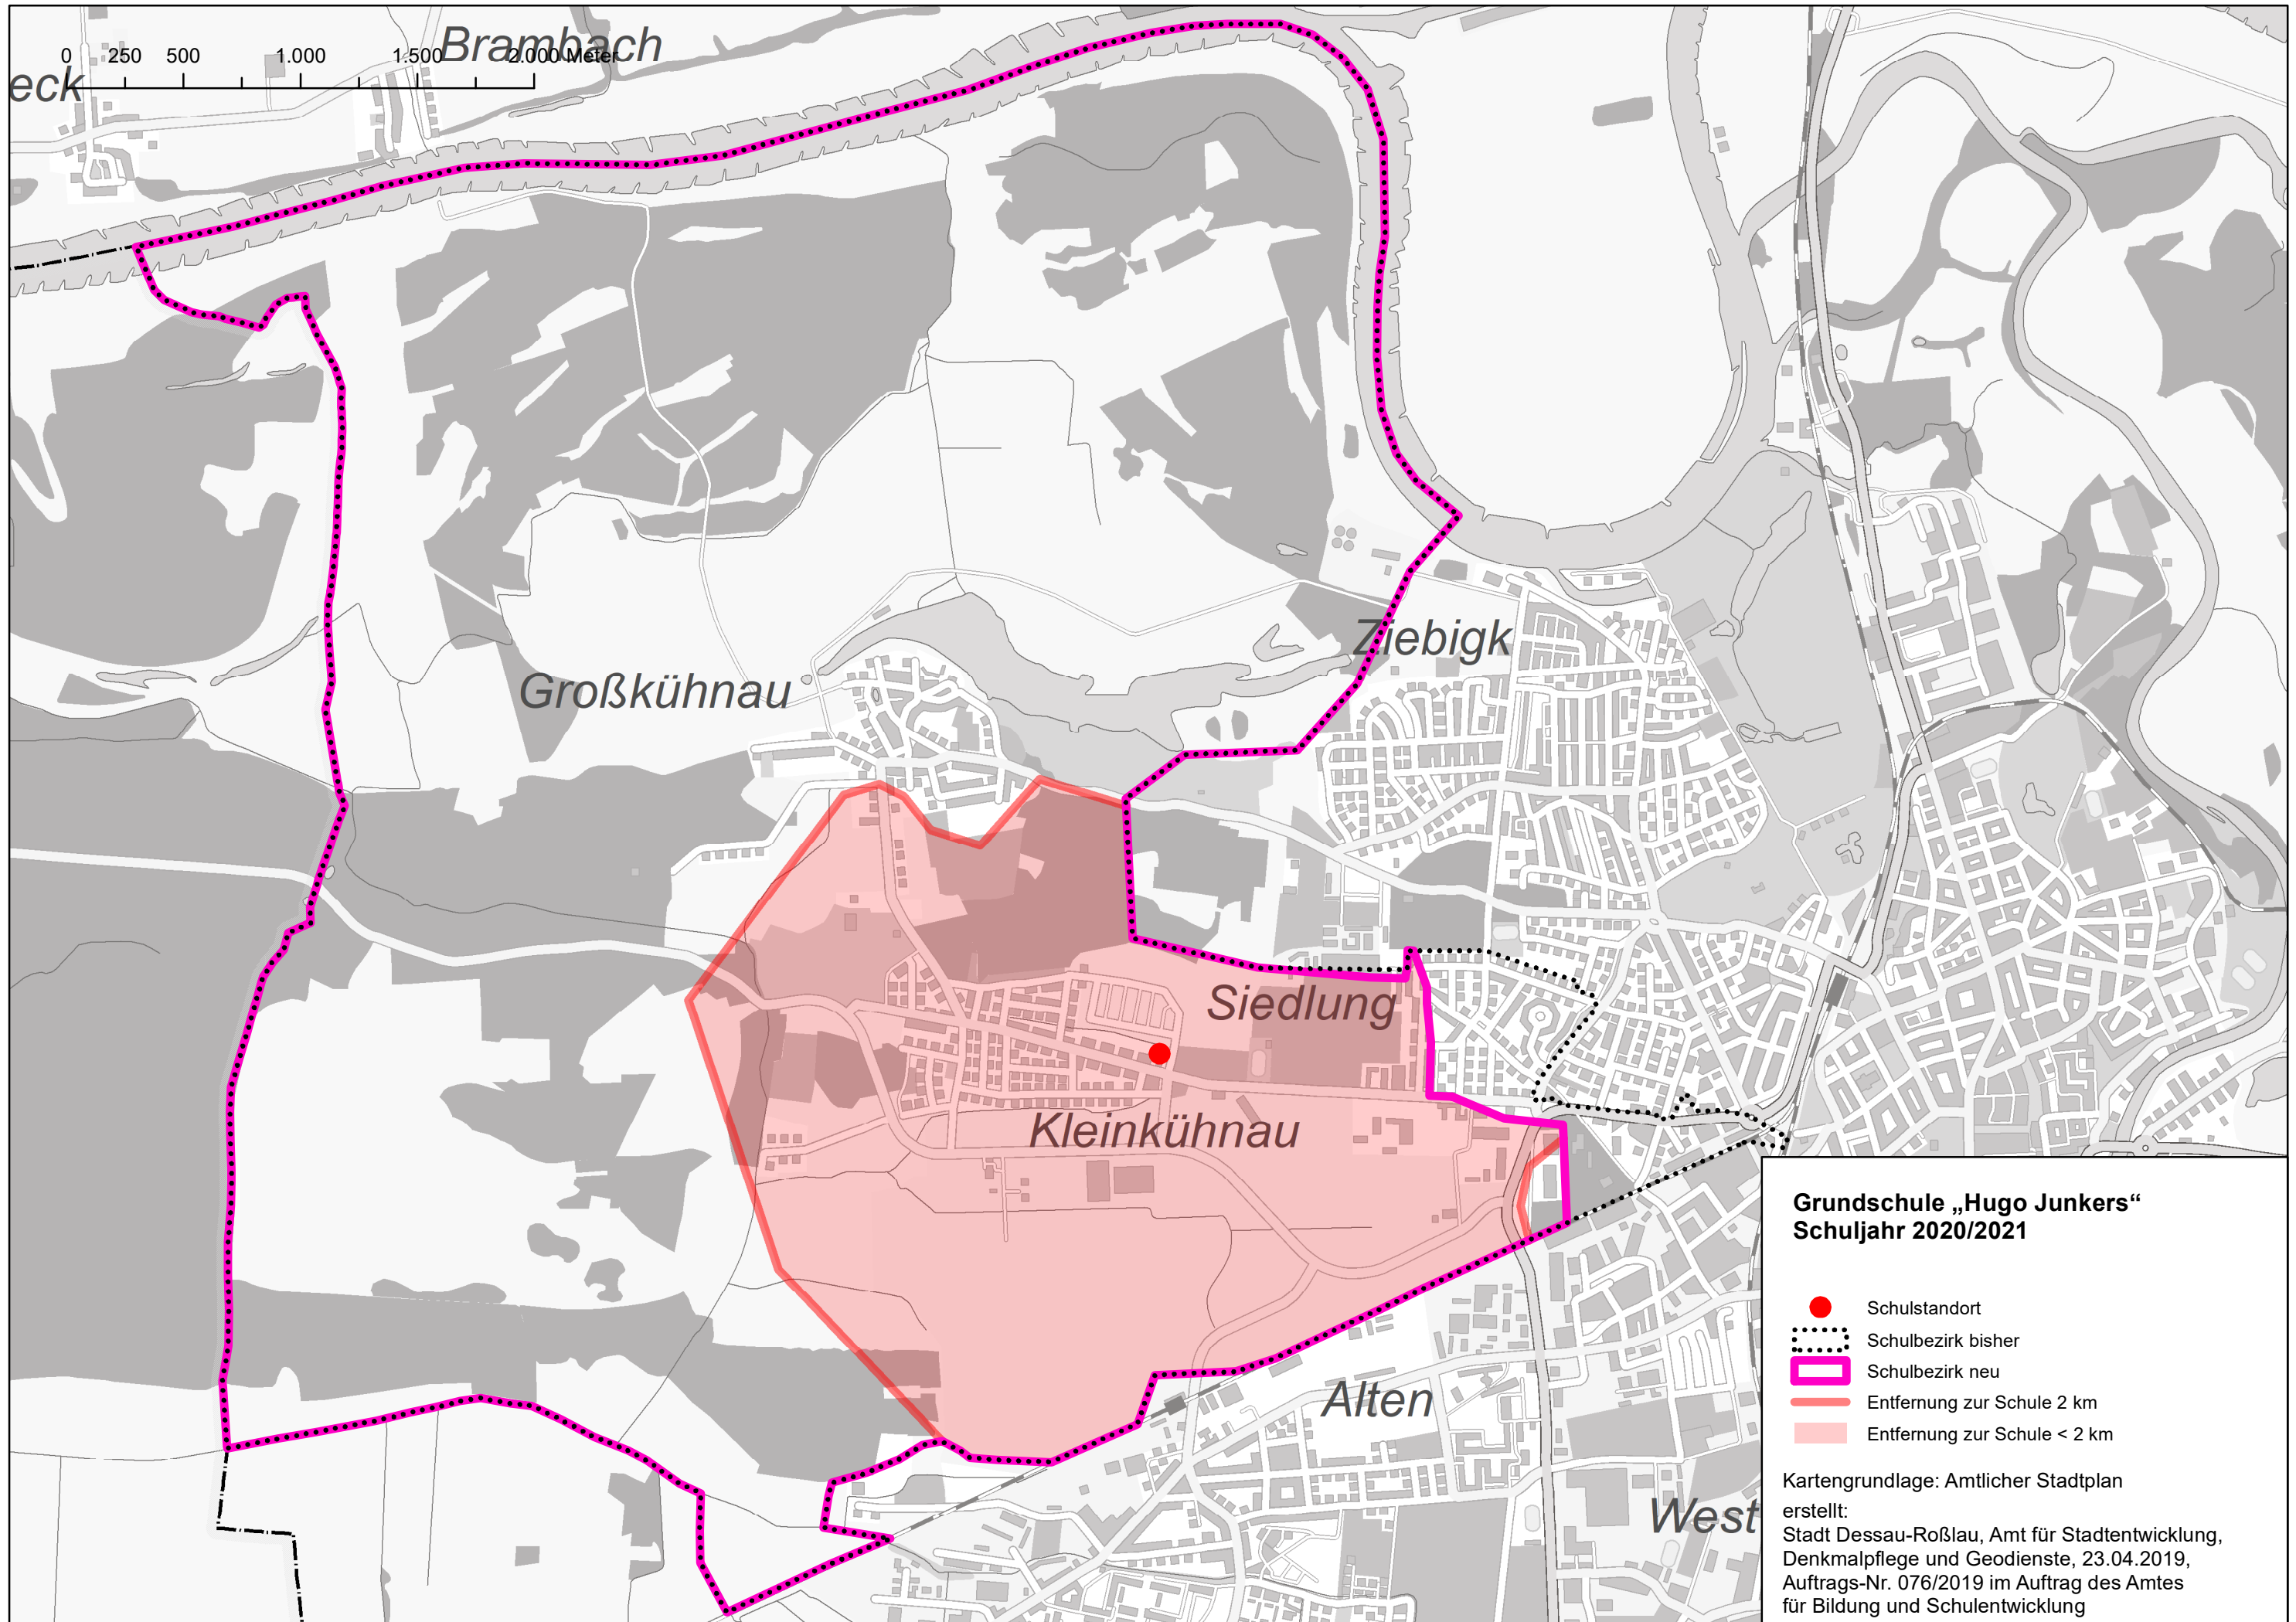 Brambach
0 250 500 1.000 1.500 2.000 Meter
eck
Ziebigk
Großkühnau
Siedlung
Kleinkühnau
Alten
West
Grundschule „Hugo Junkers“
Schuljahr 2020/2021
Schulstandort
Schulbezirk bisher
Schulbezirk neu
Entfernung zur Schule 2 km
Entfernung zur Schule < 2 km
Kartengrundlage: Amtlicher Stadtplan
erstellt:
Stadt Dessau-Roßlau, Amt für Stadtentwicklung,
Denkmalpflege und Geodienste, 23.04.2019,
Auftrags-Nr. 076/2019 im Auftrag des Amtes
für Bildung und Schulentwicklung